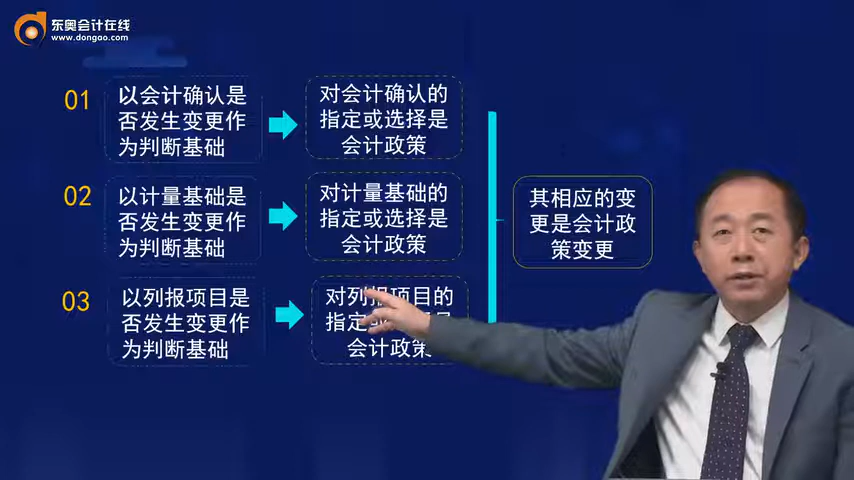 东奥会计在线
www.dongao.com
01
以会计确认是
否发生变更作
为判断基础
对会计确认的
指定或选择是
会计政策
02
以计量基础是
否发生变更作
为判断基础
对计量基础的
指定或选择是
会计政策
其相应的变
更是会计政
策变更
03
以列报项目是
否发生变更作
为判断基础
对列报项目的
指定
是
会计政策